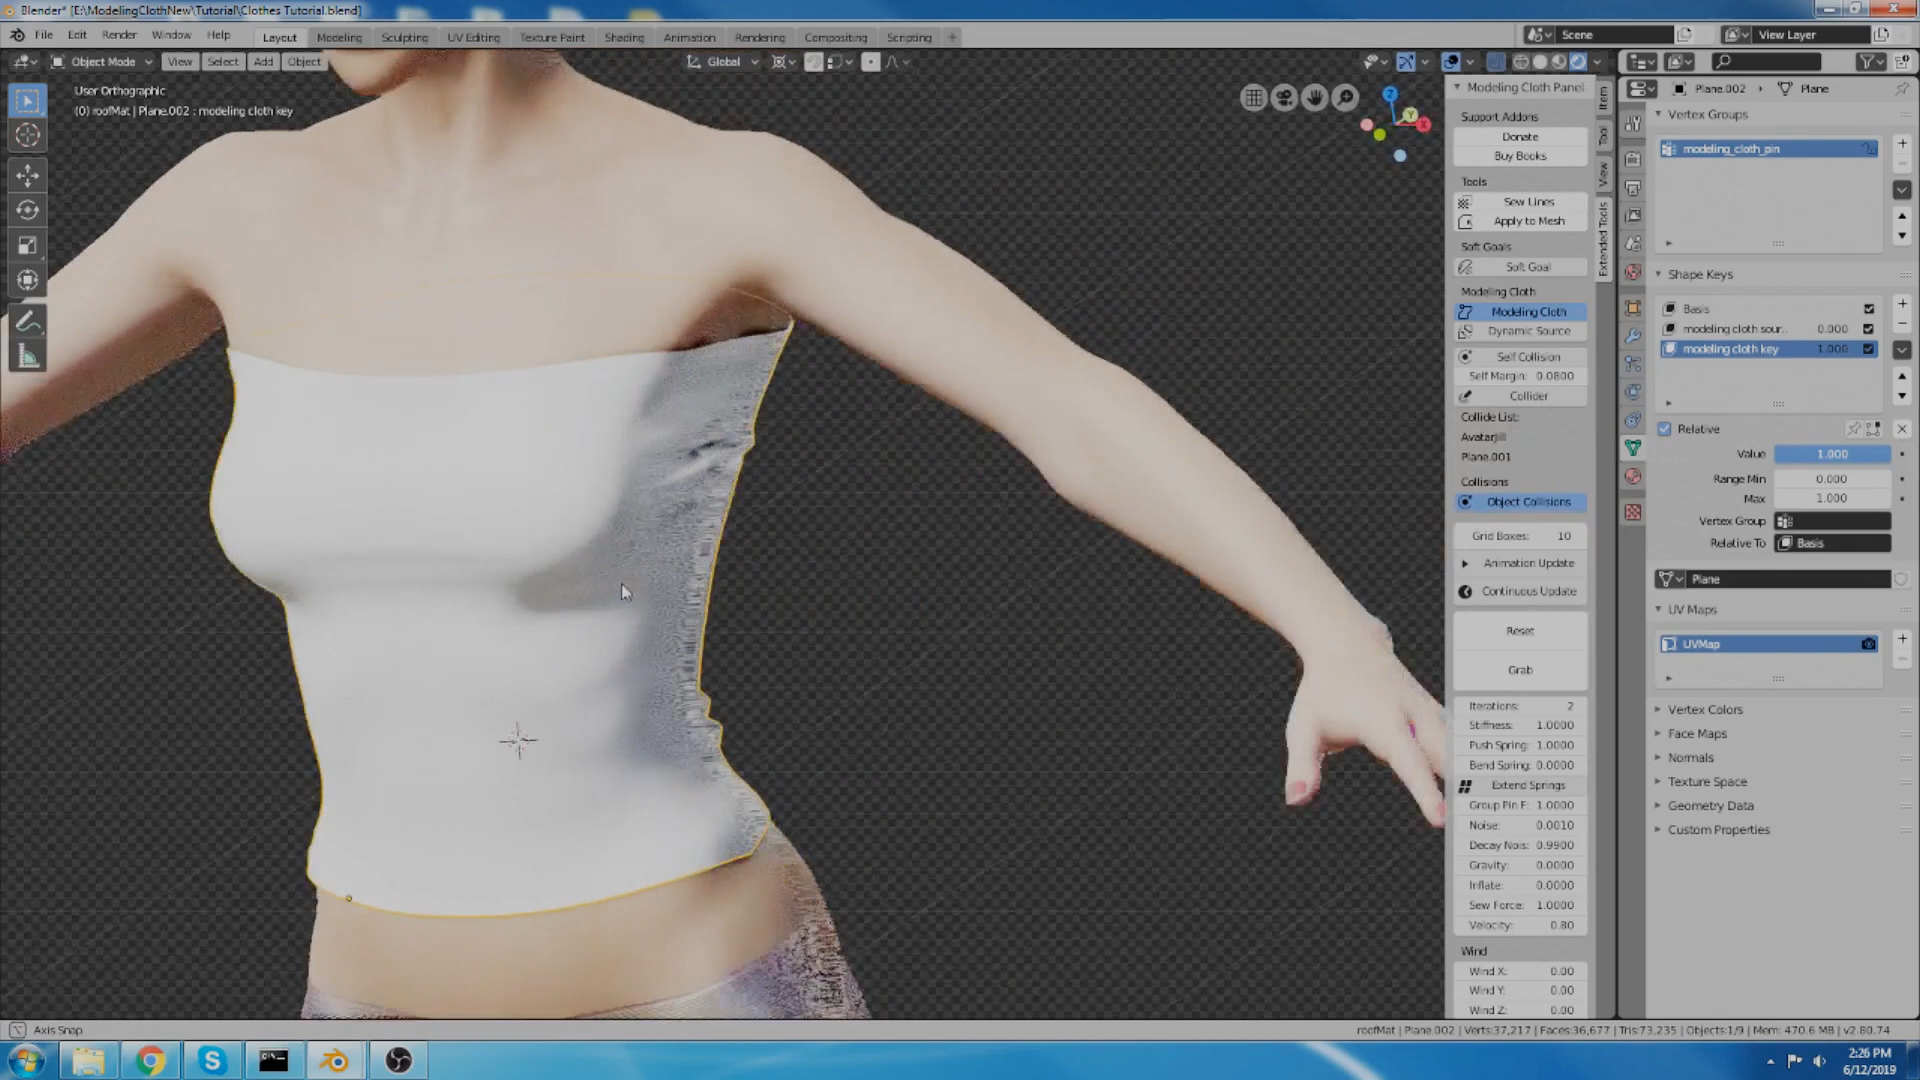 Blender* [E:\ModelingClothNew\Tutorial\Clothes Tutorial.blend]
File Edit Render Window Help
Layout Modeling Sculpting UV Editing Texture Paint Shading Animation Rendering Compositing Scripting +
Scene
View Layer
Object Mode View Select Add Object
Global
User Orthographic
(0) roofMat | Plane.002 : modeling cloth key
Z
Y
X
Modeling Cloth Panel
Support Addons
Donate
Buy Books
Tools
Sew Lines
Apply to Mesh
Soft Goals
Soft Goal
Modeling Cloth
Modeling Cloth
Dynamic Source
Self Collision
Self Margin: 0.0800
Collider
Collide List:
Plane.001
Collisions
Object Collisions
Grid Boxes: 10
Animation Update
Continuous Update
Reset
Grab
Iterations: 2
Stiffness: 1.0000
Push Spring: 1.0000
Bend Spring: 0.0000
Extend Springs
Group Pin F: 1.0000
Noise: 0.0010
Decay Nois: 0.9900
Gravity: 0.0000
Inflate: 0.0000
Sew Force: 1.0000
Velocity: 0.80
Wind
Wind X: 0.00
Wind Y: 0.00
Wind Z: 0.00
Item
Tool
View
Extended Tools
Plane.002
Plane
Vertex Groups
modeling_cloth_pin
Shape Keys
Basis
modeling cloth sour.. 0.000
modeling cloth key 1.000
Relative
Value 1.000
Range Min 0.000
Max 1.000
Vertex Group
Relative To Basis
Plane
UV Maps
UVMap
Vertex Colors
Face Maps
Normals
Texture Space
Geometry Data
Custom Properties
Axis Snap
roofMat | Plane.002 | Verts:37,217 | Faces:36,677 | Tris:73,235 | Objects:1/9 | Mem: 470.6 MB | v2.80.74
2:26 PM
6/12/2019